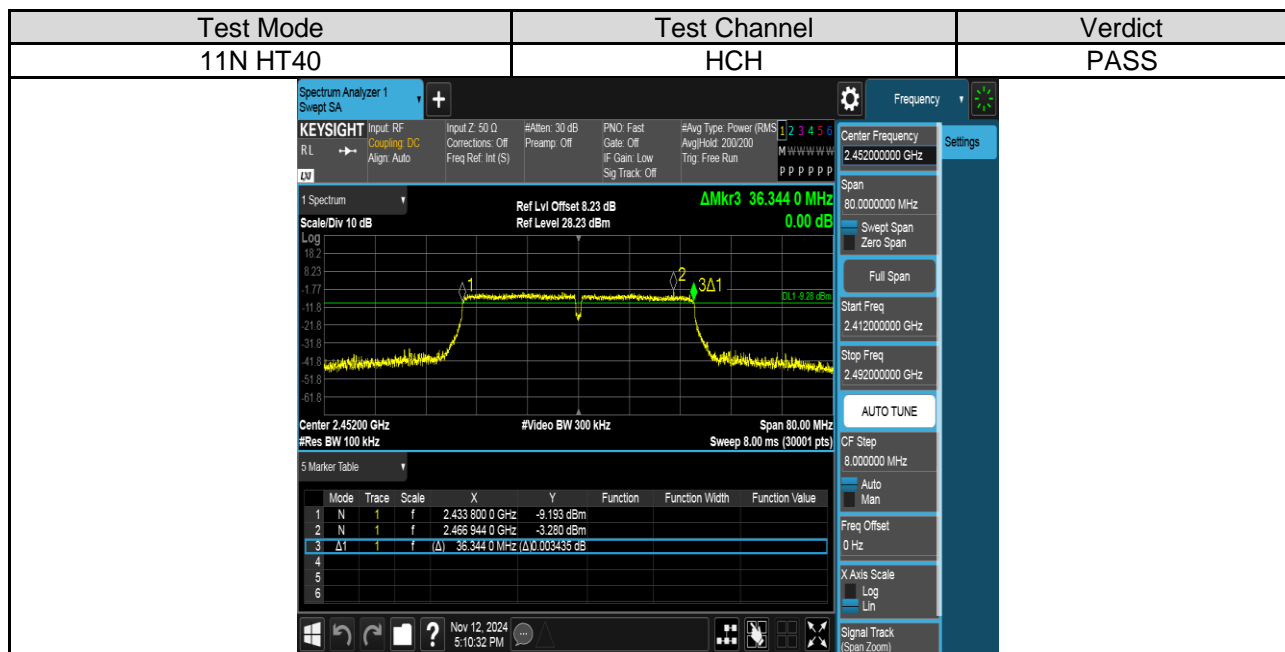 Test Mode Test Channel Verdict
11N HT40 HCH PASS
Spectrum Analyzer 1
Swept SA
+
Frequency
KEYSIGHT Input: RF Input Z: 50 Ω #Atten: 30 dB PNO: Fast #Avg Type: Power (RMS 1 2 3 4 5 6
RL Coupling: DC Corrections: Off Preamp: Off Gate: Off Avg|Hold: 200/200 M W W W W W
Align: Auto Freq Ref: Int (S) IF Gain: Low Trig: Free Run
LXI Sig Track: Off P P P P P P
Center Frequency
2.452000000 GHz
Settings
1 Spectrum
Ref Lvl Offset 8.23 dB
ΔMkr3 36.344 0 MHz
Scale/Div 10 dB Ref Level 28.23 dBm 0.00 dB
Log
18.2
8.23
-1.77
-11.8
-21.8
-31.8
-41.8
-51.8
-61.8
1
2
3Δ1
DL1 -9.28 dBm
Center 2.45200 GHz #Video BW 300 kHz Span 80.00 MHz
#Res BW 100 kHz Sweep 8.00 ms (30001 pts)
Span
80.0000000 MHz
Swept Span
Zero Span
Full Span
Start Freq
2.412000000 GHz
Stop Freq
2.492000000 GHz
AUTO TUNE
CF Step
8.000000 MHz
Auto
Man
Freq Offset
0 Hz
X Axis Scale
Log
Lin
Signal Track
(Span Zoom)
5 Marker Table
Mode Trace Scale X Y Function Function Width Function Value
1 N 1 f 2.433 800 0 GHz -9.193 dBm
2 N 1 f 2.466 944 0 GHz -3.280 dBm
3 Δ1 1 f (Δ) 36.344 0 MHz (Δ) 0.003435 dB
4
5
6
?
Nov 12, 2024
5:10:32 PM